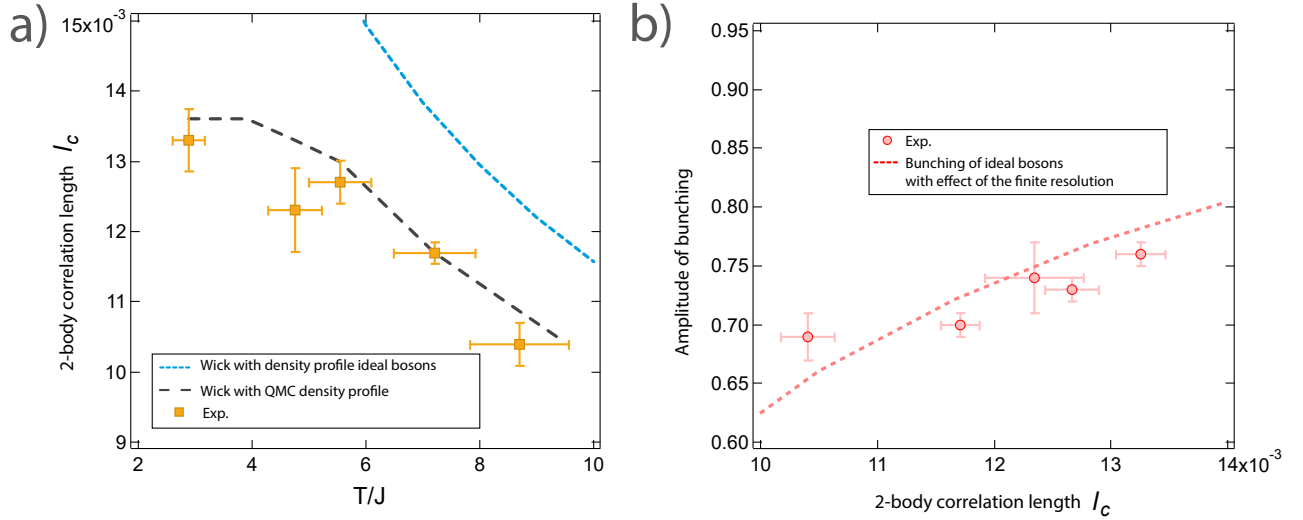 a)
15x10⁻³
14
13
12
11
10
9
2-body correlation length l_c
2
4
6
8
10
T/J
Wick with density profile ideal bosons
Wick with QMC density profile
Exp.
b)
0.95
0.90
0.85
0.80
0.75
0.70
0.65
0.60
Amplitude of bunching
10
11
12
13
14x10⁻³
2-body correlation length l_c
Exp.
Bunching of ideal bosons
with effect of the finite resolution